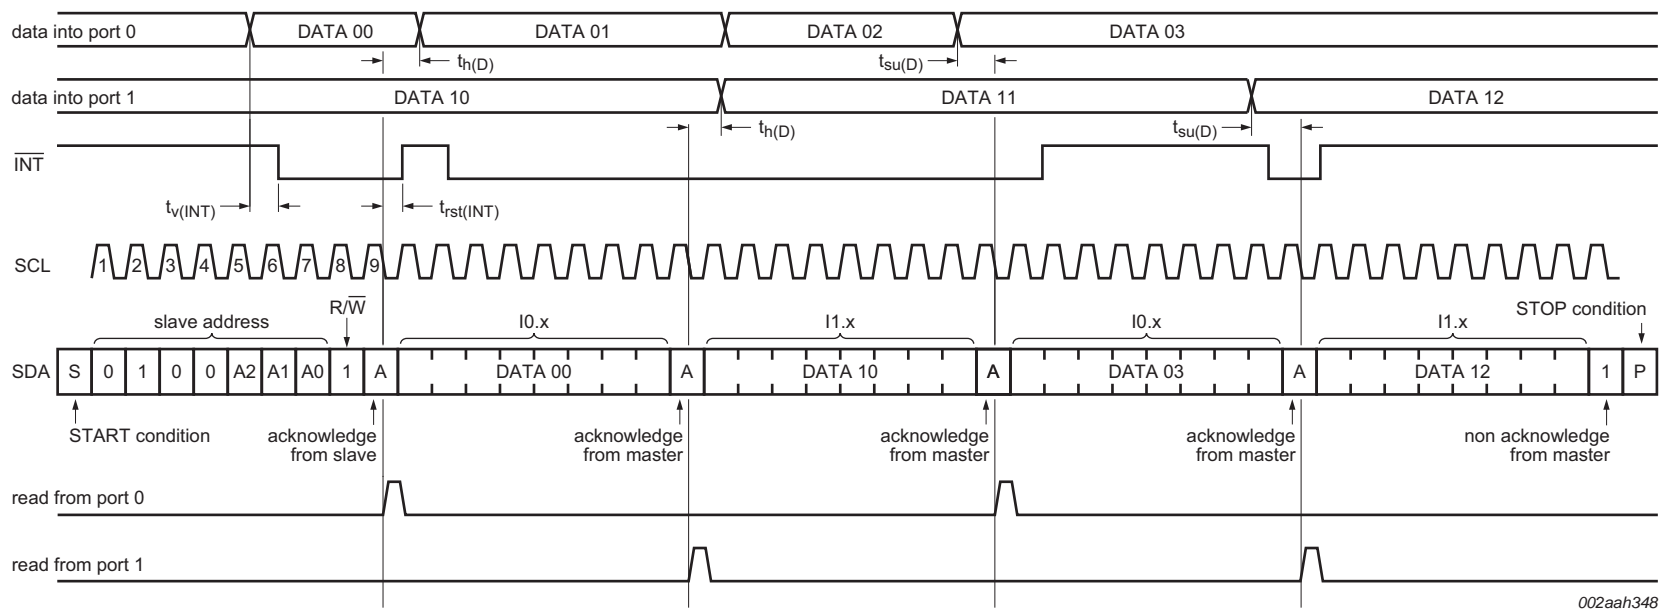 data into port 0 DATA 00 DATA 01 DATA 02 DATA 03
th(D) tsu(D)
data into port 1 DATA 10 DATA 11 DATA 12
th(D) tsu(D)
INT
tv(INT) trst(INT)
SCL 1 2 3 4 5 6 7 8 9
R/W
slave address I0.x I1.x I0.x I1.x STOP condition
SDA S 0 1 0 0 A2 A1 A0 1 A DATA 00 A DATA 10 A DATA 03 A DATA 12 1 P
START condition acknowledge acknowledge acknowledge acknowledge non acknowledge
from slave from master from master from master from master
read from port 0
read from port 1
002aah348